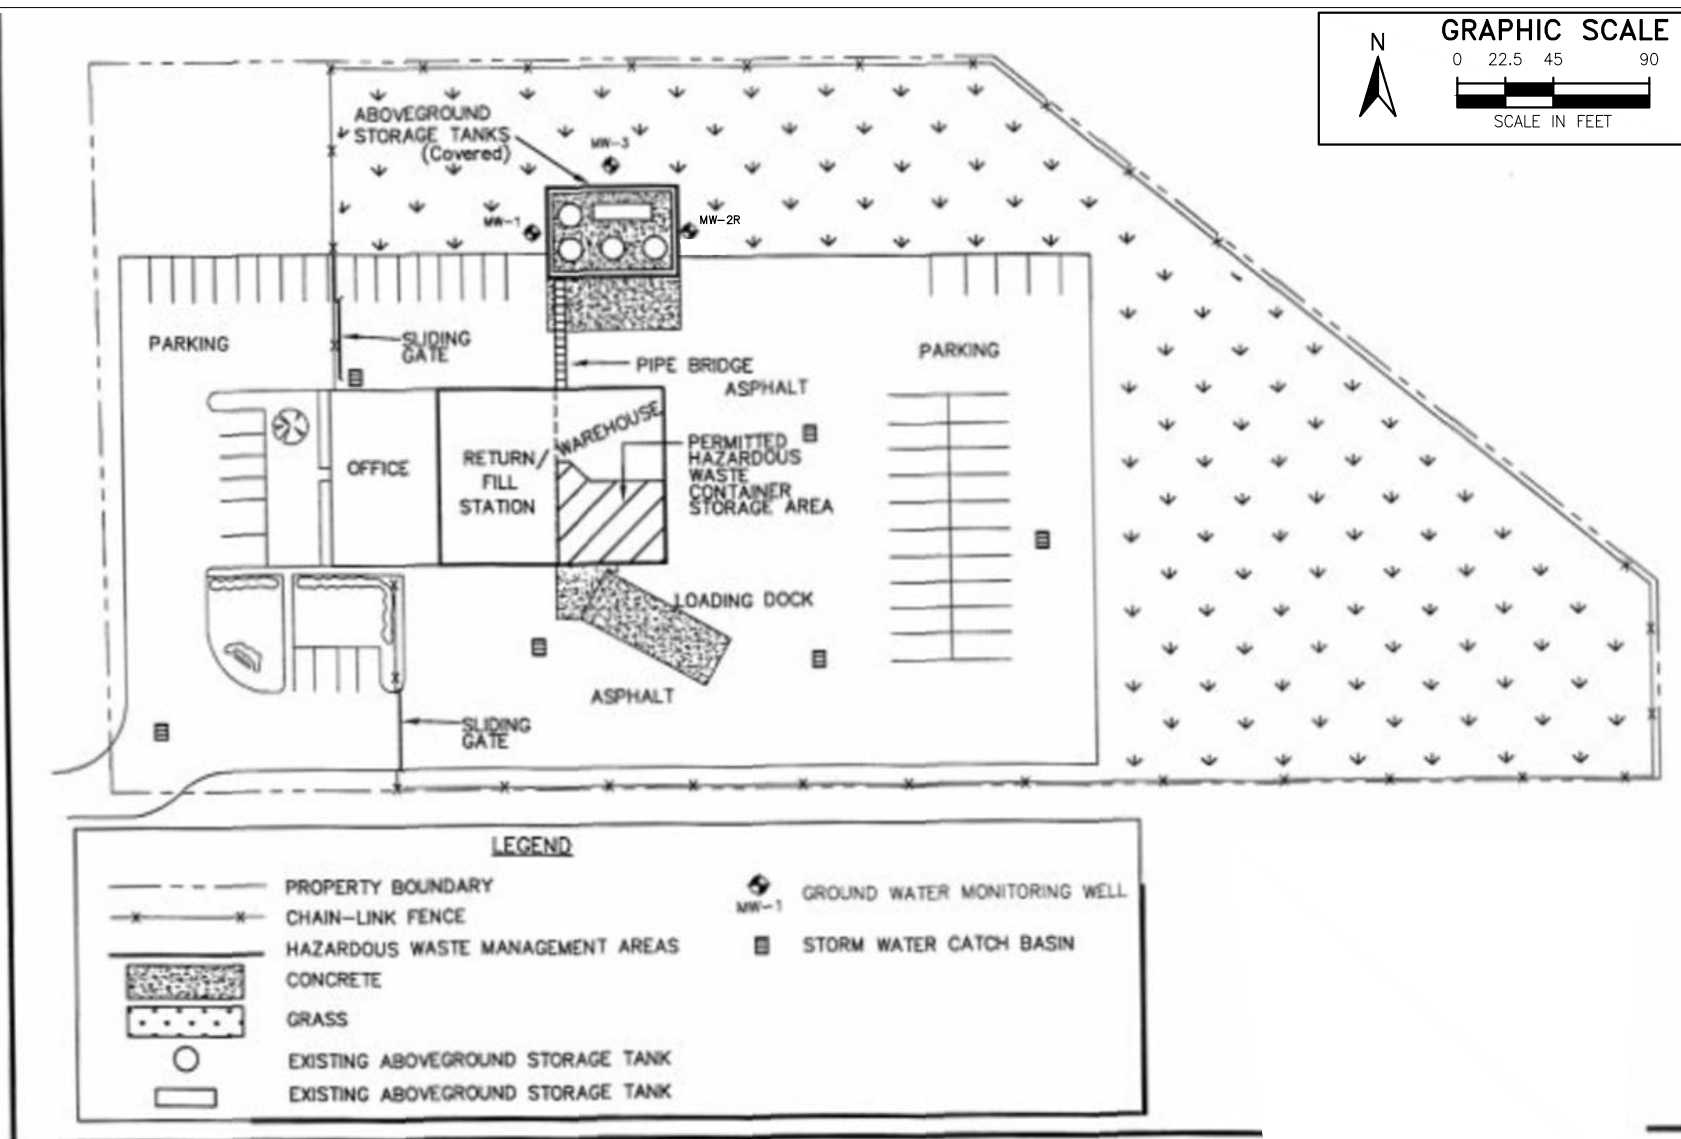 N
GRAPHIC SCALE
0 22.5 45 90
SCALE IN FEET
ABOVEGROUND
STORAGE TANKS
(Covered)
MW-3
MW-1
MW-2R
PARKING
SLIDING
GATE
PIPE BRIDGE
ASPHALT
PARKING
OFFICE
RETURN/
FILL
STATION
WAREHOUSE
PERMITTED
HAZARDOUS
WASTE
CONTAINER
STORAGE AREA
LOADING DOCK
ASPHALT
SLIDING
GATE
LEGEND
PROPERTY BOUNDARY
CHAIN-LINK FENCE
HAZARDOUS WASTE MANAGEMENT AREAS
CONCRETE
GRASS
EXISTING ABOVEGROUND STORAGE TANK
EXISTING ABOVEGROUND STORAGE TANK
MW-1
GROUND WATER MONITORING WELL
STORM WATER CATCH BASIN